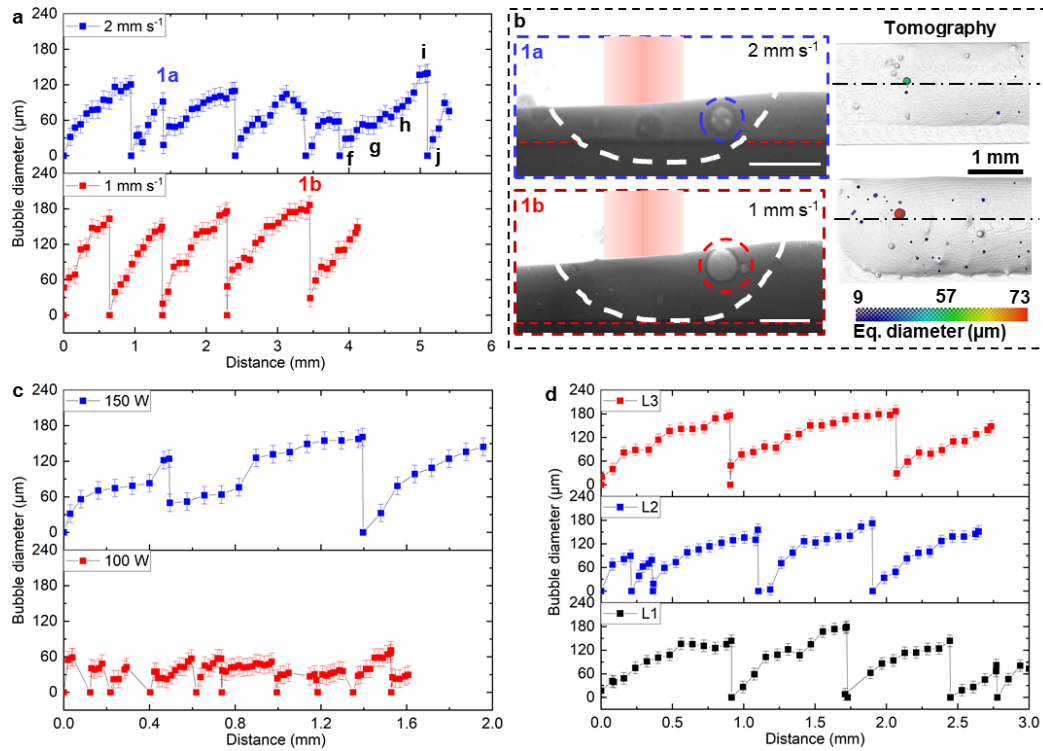 a
2 mm s⁻¹
240
180
120
60
0
1a
f
g
h
i
j
1 mm s⁻¹
240
180
120
60
0
1b
Bubble diameter (μm)
0 1 2 3 4 5 6
Distance (mm)
b
1a
2 mm s⁻¹
1b
1 mm s⁻¹
Tomography
1 mm
9 57 73
Eq. diameter (μm)
c
150 W
240
180
120
60
0
100 W
240
180
120
60
0
Bubble diameter (μm)
0.0 0.4 0.8 1.2 1.6 2.0
Distance (mm)
d
L3
240
180
120
60
0
L2
240
180
120
60
0
L1
240
180
120
60
0
Bubble diameter (μm)
0.0 0.5 1.0 1.5 2.0 2.5 3.0
Distance (mm)